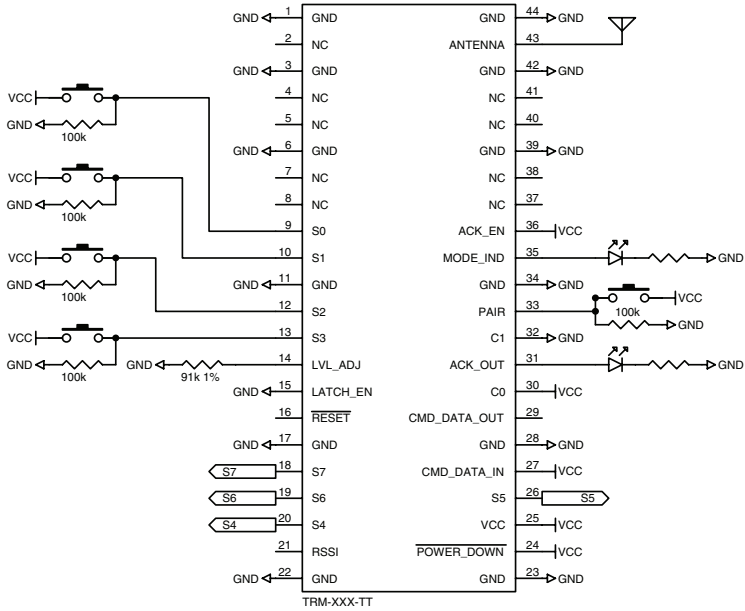 GND 1 GND GND 44 GND
2 NC ANTENNA 43
GND 3 GND GND 42 GND
VCC 4 NC NC 41
GND 100k 5 NC NC 40
GND 6 GND GND 39 GND
VCC 7 NC NC 38
GND 100k 8 NC NC 37
9 S0 ACK_EN 36 VCC
VCC 10 S1 MODE_IND 35 GND
GND 100k 11 GND GND 34 GND
12 S2 PAIR 33 VCC 100k GND
VCC 13 S3 C1 32 GND
GND 100k GND 91k 1% 14 LVL_ADJ ACK_OUT 31 GND
GND 15 LATCH_EN C0 30 VCC
16 RESET CMD_DATA_OUT 29
GND 17 GND GND 28 GND
S7 18 S7 CMD_DATA_IN 27 VCC
S6 19 S6 S5 26 S5
S4 20 S4 VCC 25 VCC
21 RSSI POWER_DOWN 24 VCC
GND 22 GND GND 23 GND
TRM-XXX-TT